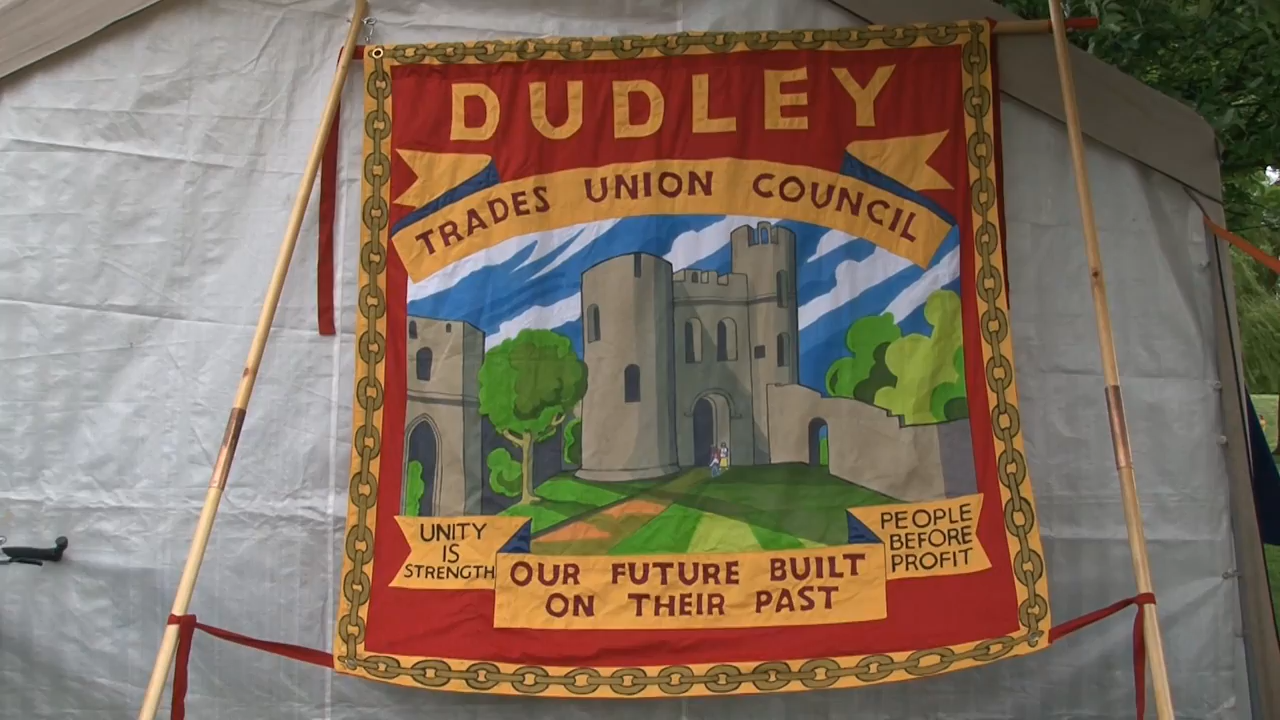 DUDLEY
TRADES UNION COUNCIL
UNITY
IS
STRENGTH
OUR FUTURE BUILT
ON THEIR PAST
PEOPLE
BEFORE
PROFIT